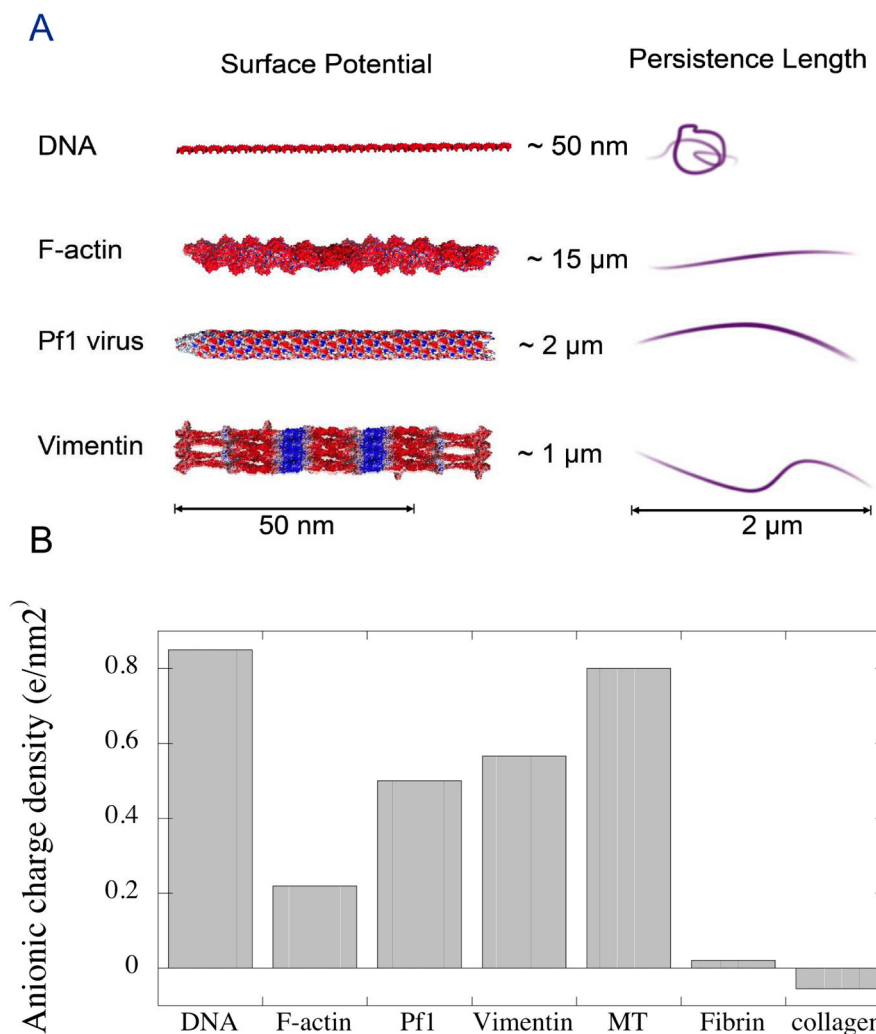 A
Surface Potential
Persistence Length
DNA
~ 50 nm
F-actin
~ 15 µm
Pf1 virus
~ 2 µm
Vimentin
~ 1 µm
50 nm
2 µm
B
Anionic charge density (e/nm2)
0.8
0.6
0.4
0.2
0
DNA F-actin Pf1 Vimentin MT Fibrin collagen